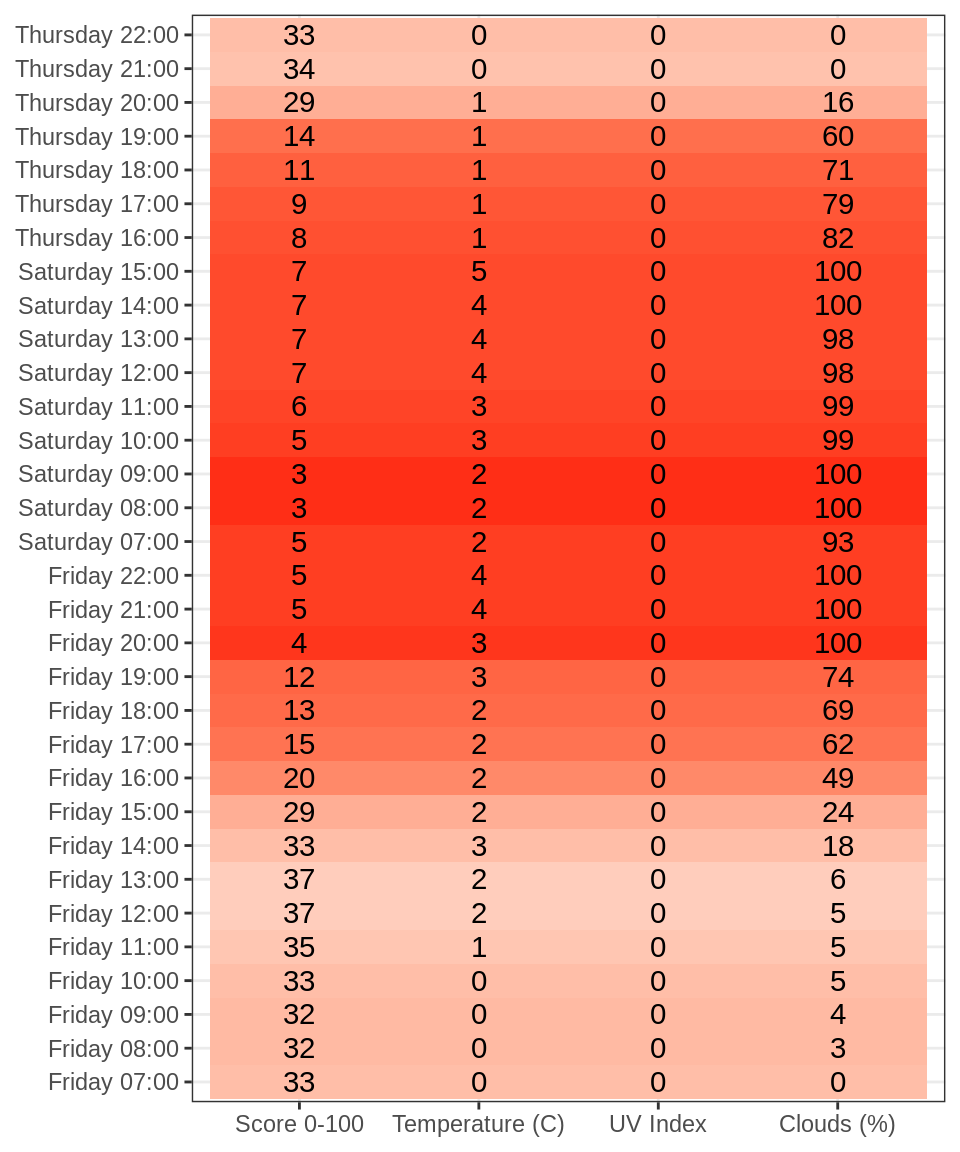 Thursday 22:00 33 0 0 0
Thursday 21:00 34 0 0 0
Thursday 20:00 29 1 0 16
Thursday 19:00 14 1 0 60
Thursday 18:00 11 1 0 71
Thursday 17:00 9 1 0 79
Thursday 16:00 8 1 0 82
Saturday 15:00 7 5 0 100
Saturday 14:00 7 4 0 100
Saturday 13:00 7 4 0 98
Saturday 12:00 7 4 0 98
Saturday 11:00 6 3 0 99
Saturday 10:00 5 3 0 99
Saturday 09:00 3 2 0 100
Saturday 08:00 3 2 0 100
Saturday 07:00 5 2 0 93
Friday 22:00 5 4 0 100
Friday 21:00 5 4 0 100
Friday 20:00 4 3 0 100
Friday 19:00 12 3 0 74
Friday 18:00 13 2 0 69
Friday 17:00 15 2 0 62
Friday 16:00 20 2 0 49
Friday 15:00 29 2 0 24
Friday 14:00 33 3 0 18
Friday 13:00 37 2 0 6
Friday 12:00 37 2 0 5
Friday 11:00 35 1 0 5
Friday 10:00 33 0 0 5
Friday 09:00 32 0 0 4
Friday 08:00 32 0 0 3
Friday 07:00 33 0 0 0
Score 0-100 Temperature (C) UV Index Clouds (%)